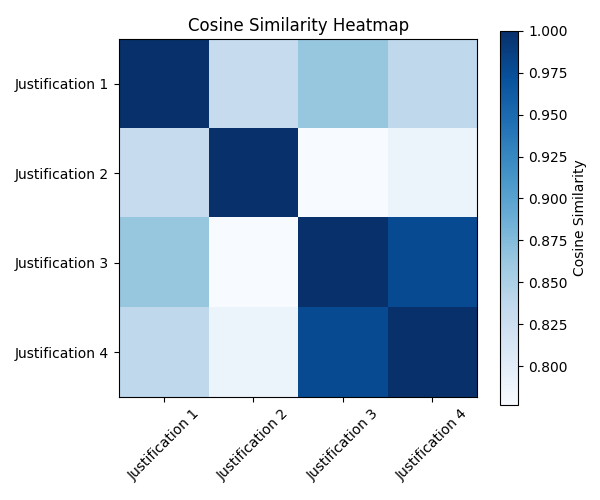 Cosine Similarity Heatmap
Justification 1
Justification 2
Justification 3
Justification 4
Justification 1
Justification 2
Justification 3
Justification 4
1.000
0.975
0.950
0.925
0.900
0.875
0.850
0.825
0.800
Cosine Similarity